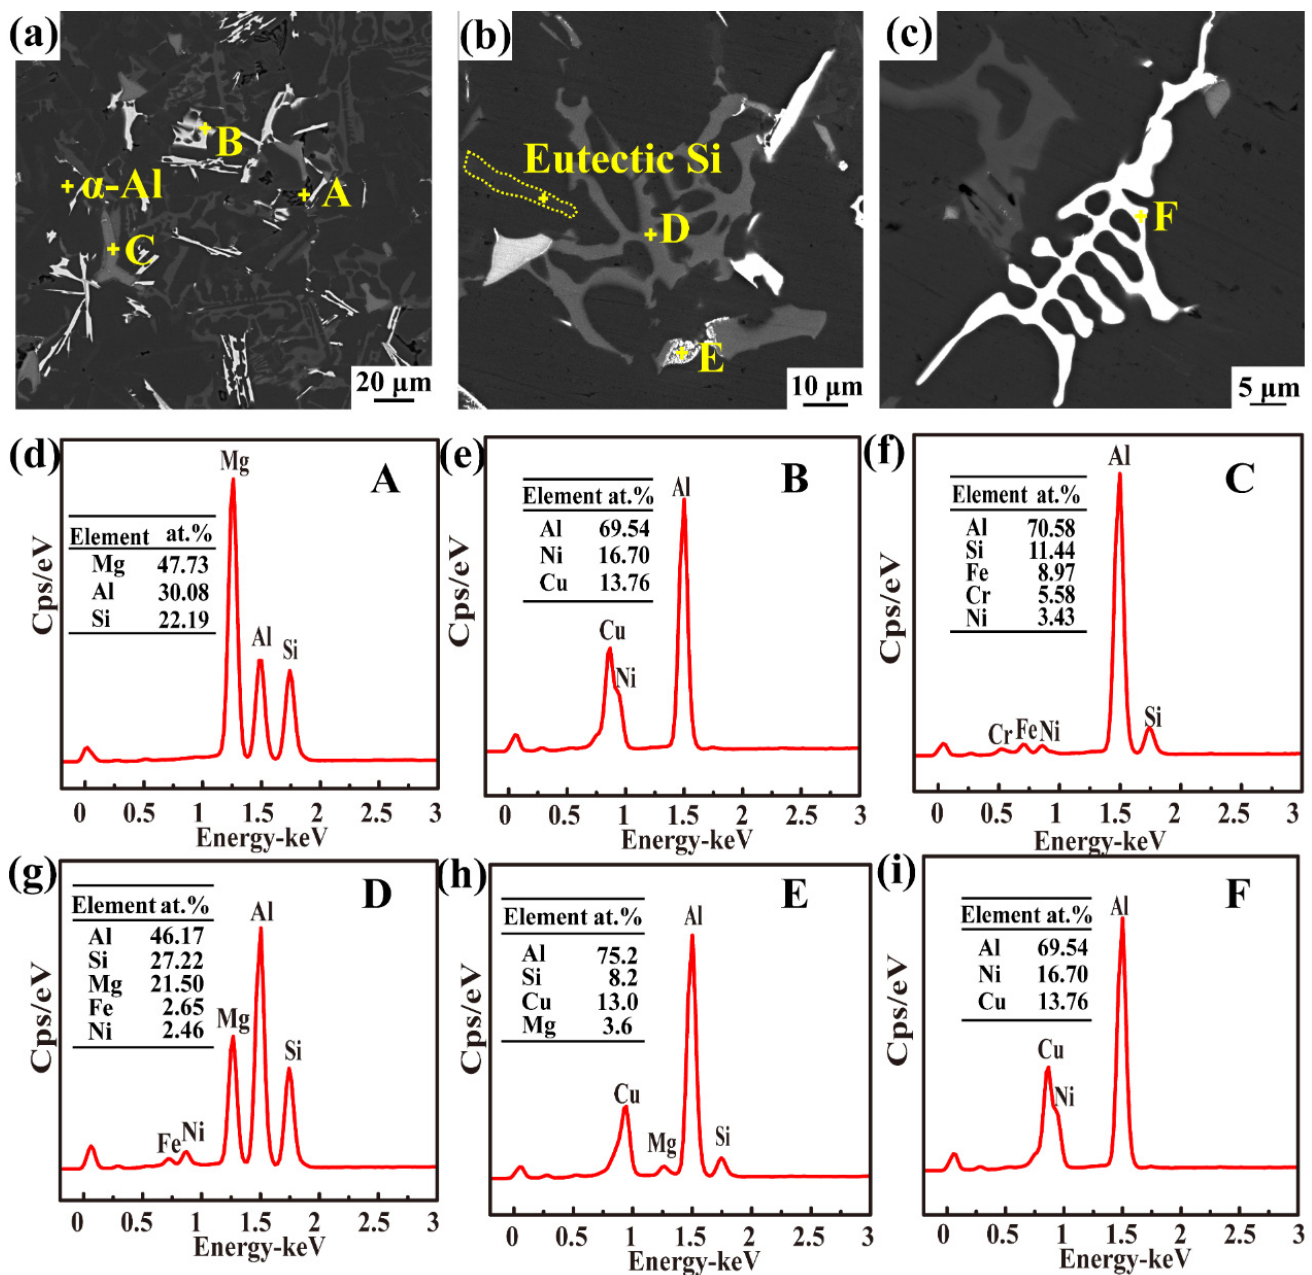 (a)
B
α-Al
A
C
20 μm
(b)
Eutectic Si
D
E
10 μm
(c)
F
5 μm
(d)
A
Mg
Element at.%
Mg 47.73
Al 30.08
Si 22.19
Al
Si
Cps/eV
0 0.5 1 1.5 2 2.5 3
Energy-keV
(e)
B
Element at.%
Al 69.54
Ni 16.70
Cu 13.76
Al
Cu
Ni
Cps/eV
0 0.5 1 1.5 2 2.5 3
Energy-keV
(f)
C
Al
Element at.%
Al 70.58
Si 11.44
Fe 8.97
Cr 5.58
Ni 3.43
Cr Fe Ni
Si
Cps/eV
0 0.5 1 1.5 2 2.5 3
Energy-keV
(g)
D
Element at.%
Al 46.17
Si 27.22
Mg 21.50
Fe 2.65
Ni 2.46
Al
Mg
Si
Fe Ni
Cps/eV
0 0.5 1 1.5 2 2.5 3
Energy-keV
(h)
E
Element at.%
Al 75.2
Si 8.2
Cu 13.0
Mg 3.6
Al
Cu
Mg
Si
Cps/eV
0 0.5 1 1.5 2 2.5 3
Energy-keV
(i)
F
Element at.%
Al 69.54
Ni 16.70
Cu 13.76
Al
Cu
Ni
Cps/eV
0 0.5 1 1.5 2 2.5 3
Energy-keV